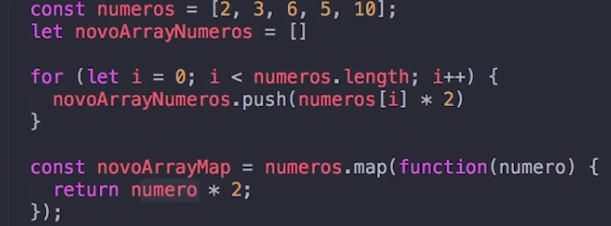 const numeros = [2, 3, 6, 5, 10];
let novoArrayNumeros = []
for (let i = 0; i < numeros.length; i++) {
novoArrayNumeros.push(numeros[i] * 2)
}
const novoArrayMap = numeros.map(function(numero) {
return numero * 2;
});